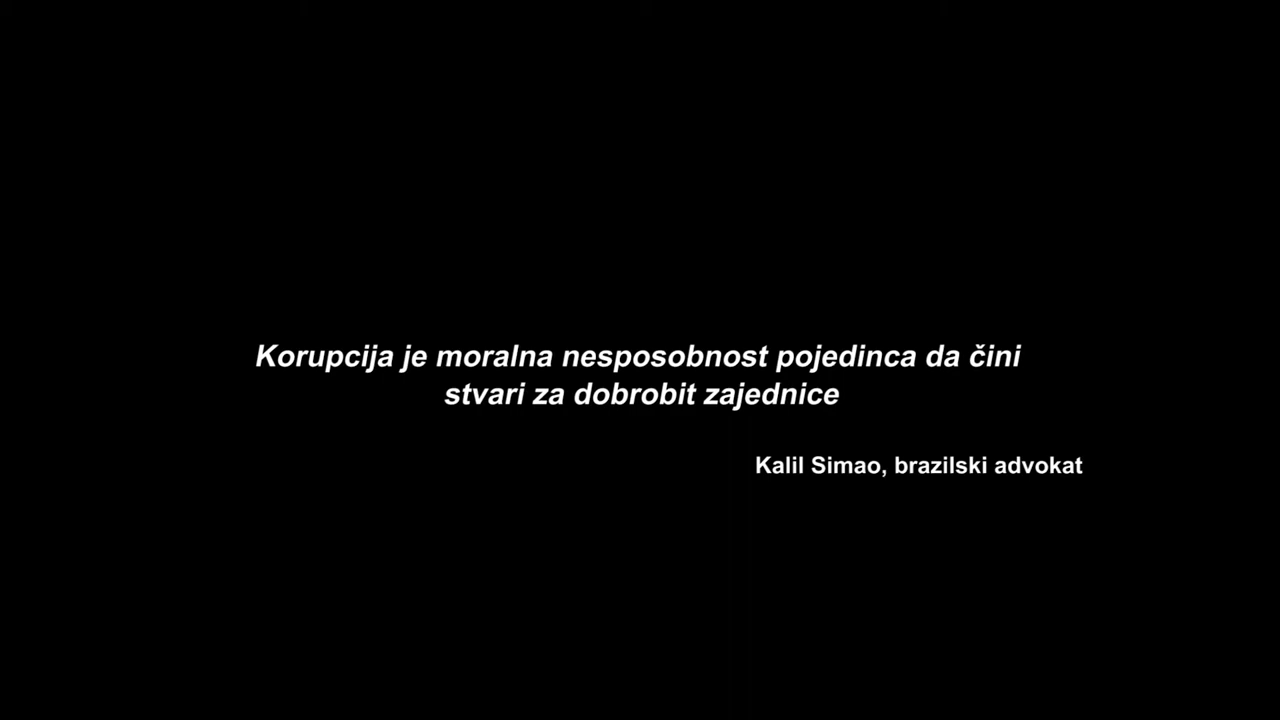 Korupcija je moralna nesposobnost pojedinca da čini
stvari za dobrobit zajednice
Kalil Simao, brazilski advokat